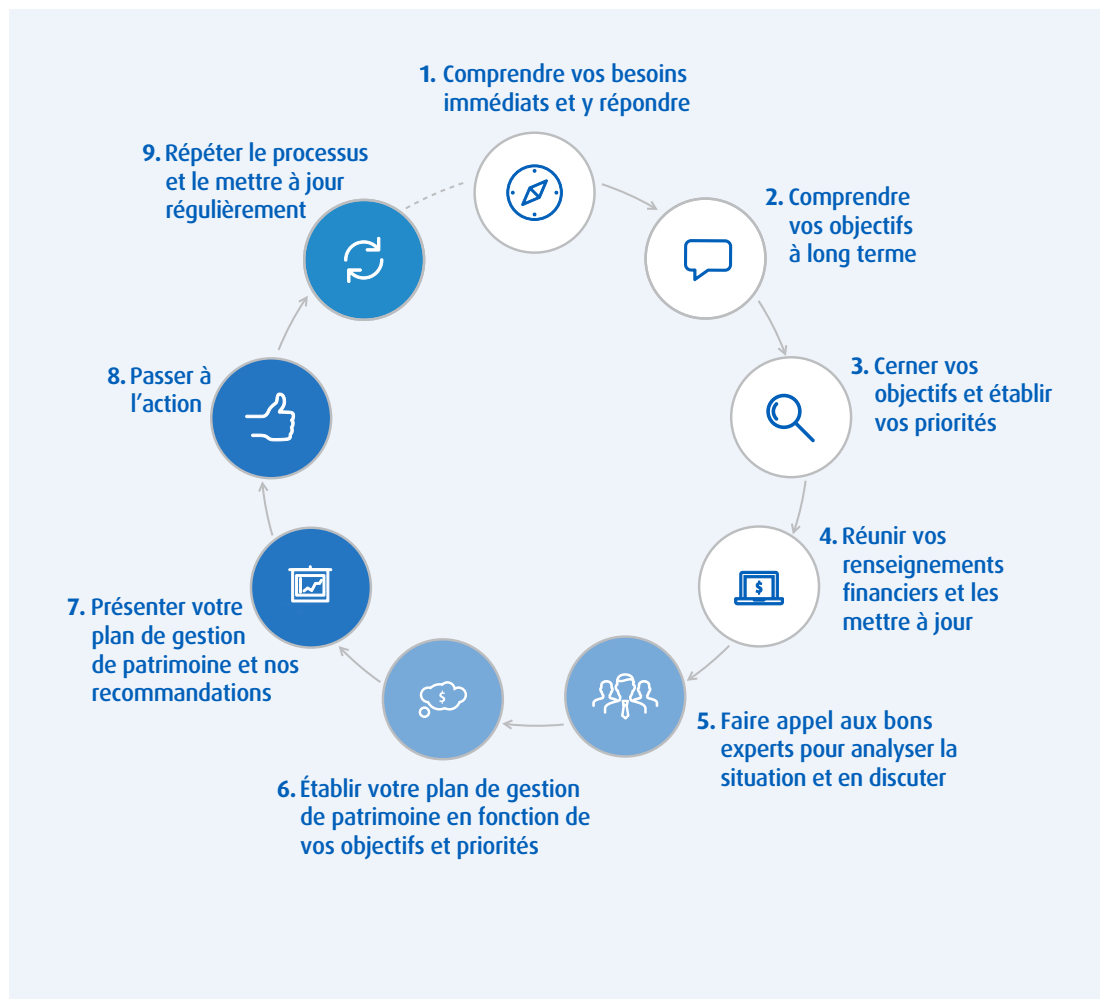 1. Comprendre vos besoins
immédiats et y répondre
2. Comprendre
vos objectifs
à long terme
3. Cerner vos
objectifs et établir
vos priorités
4. Réunir vos
renseignements
financiers et les
mettre à jour
$
5. Faire appel aux bons
experts pour analyser la
situation et en discuter
6. Établir votre plan de gestion
de patrimoine en fonction de
vos objectifs et priorités
$
7. Présenter votre
plan de gestion
de patrimoine et nos
recommandations
8. Passer à
l’action
9. Répéter le processus
et le mettre à jour
régulièrement